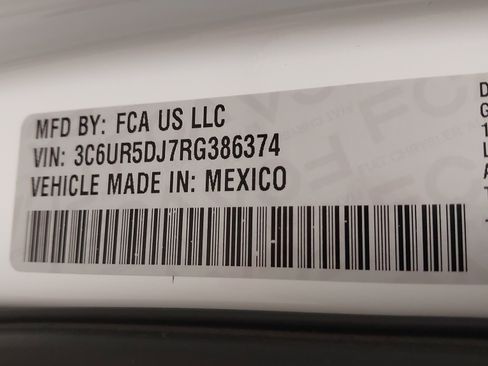 MFD BY: FCA US LLC
VIN: 3C6UR5DJ7RG386374
VEHICLE MADE IN: MEXICO